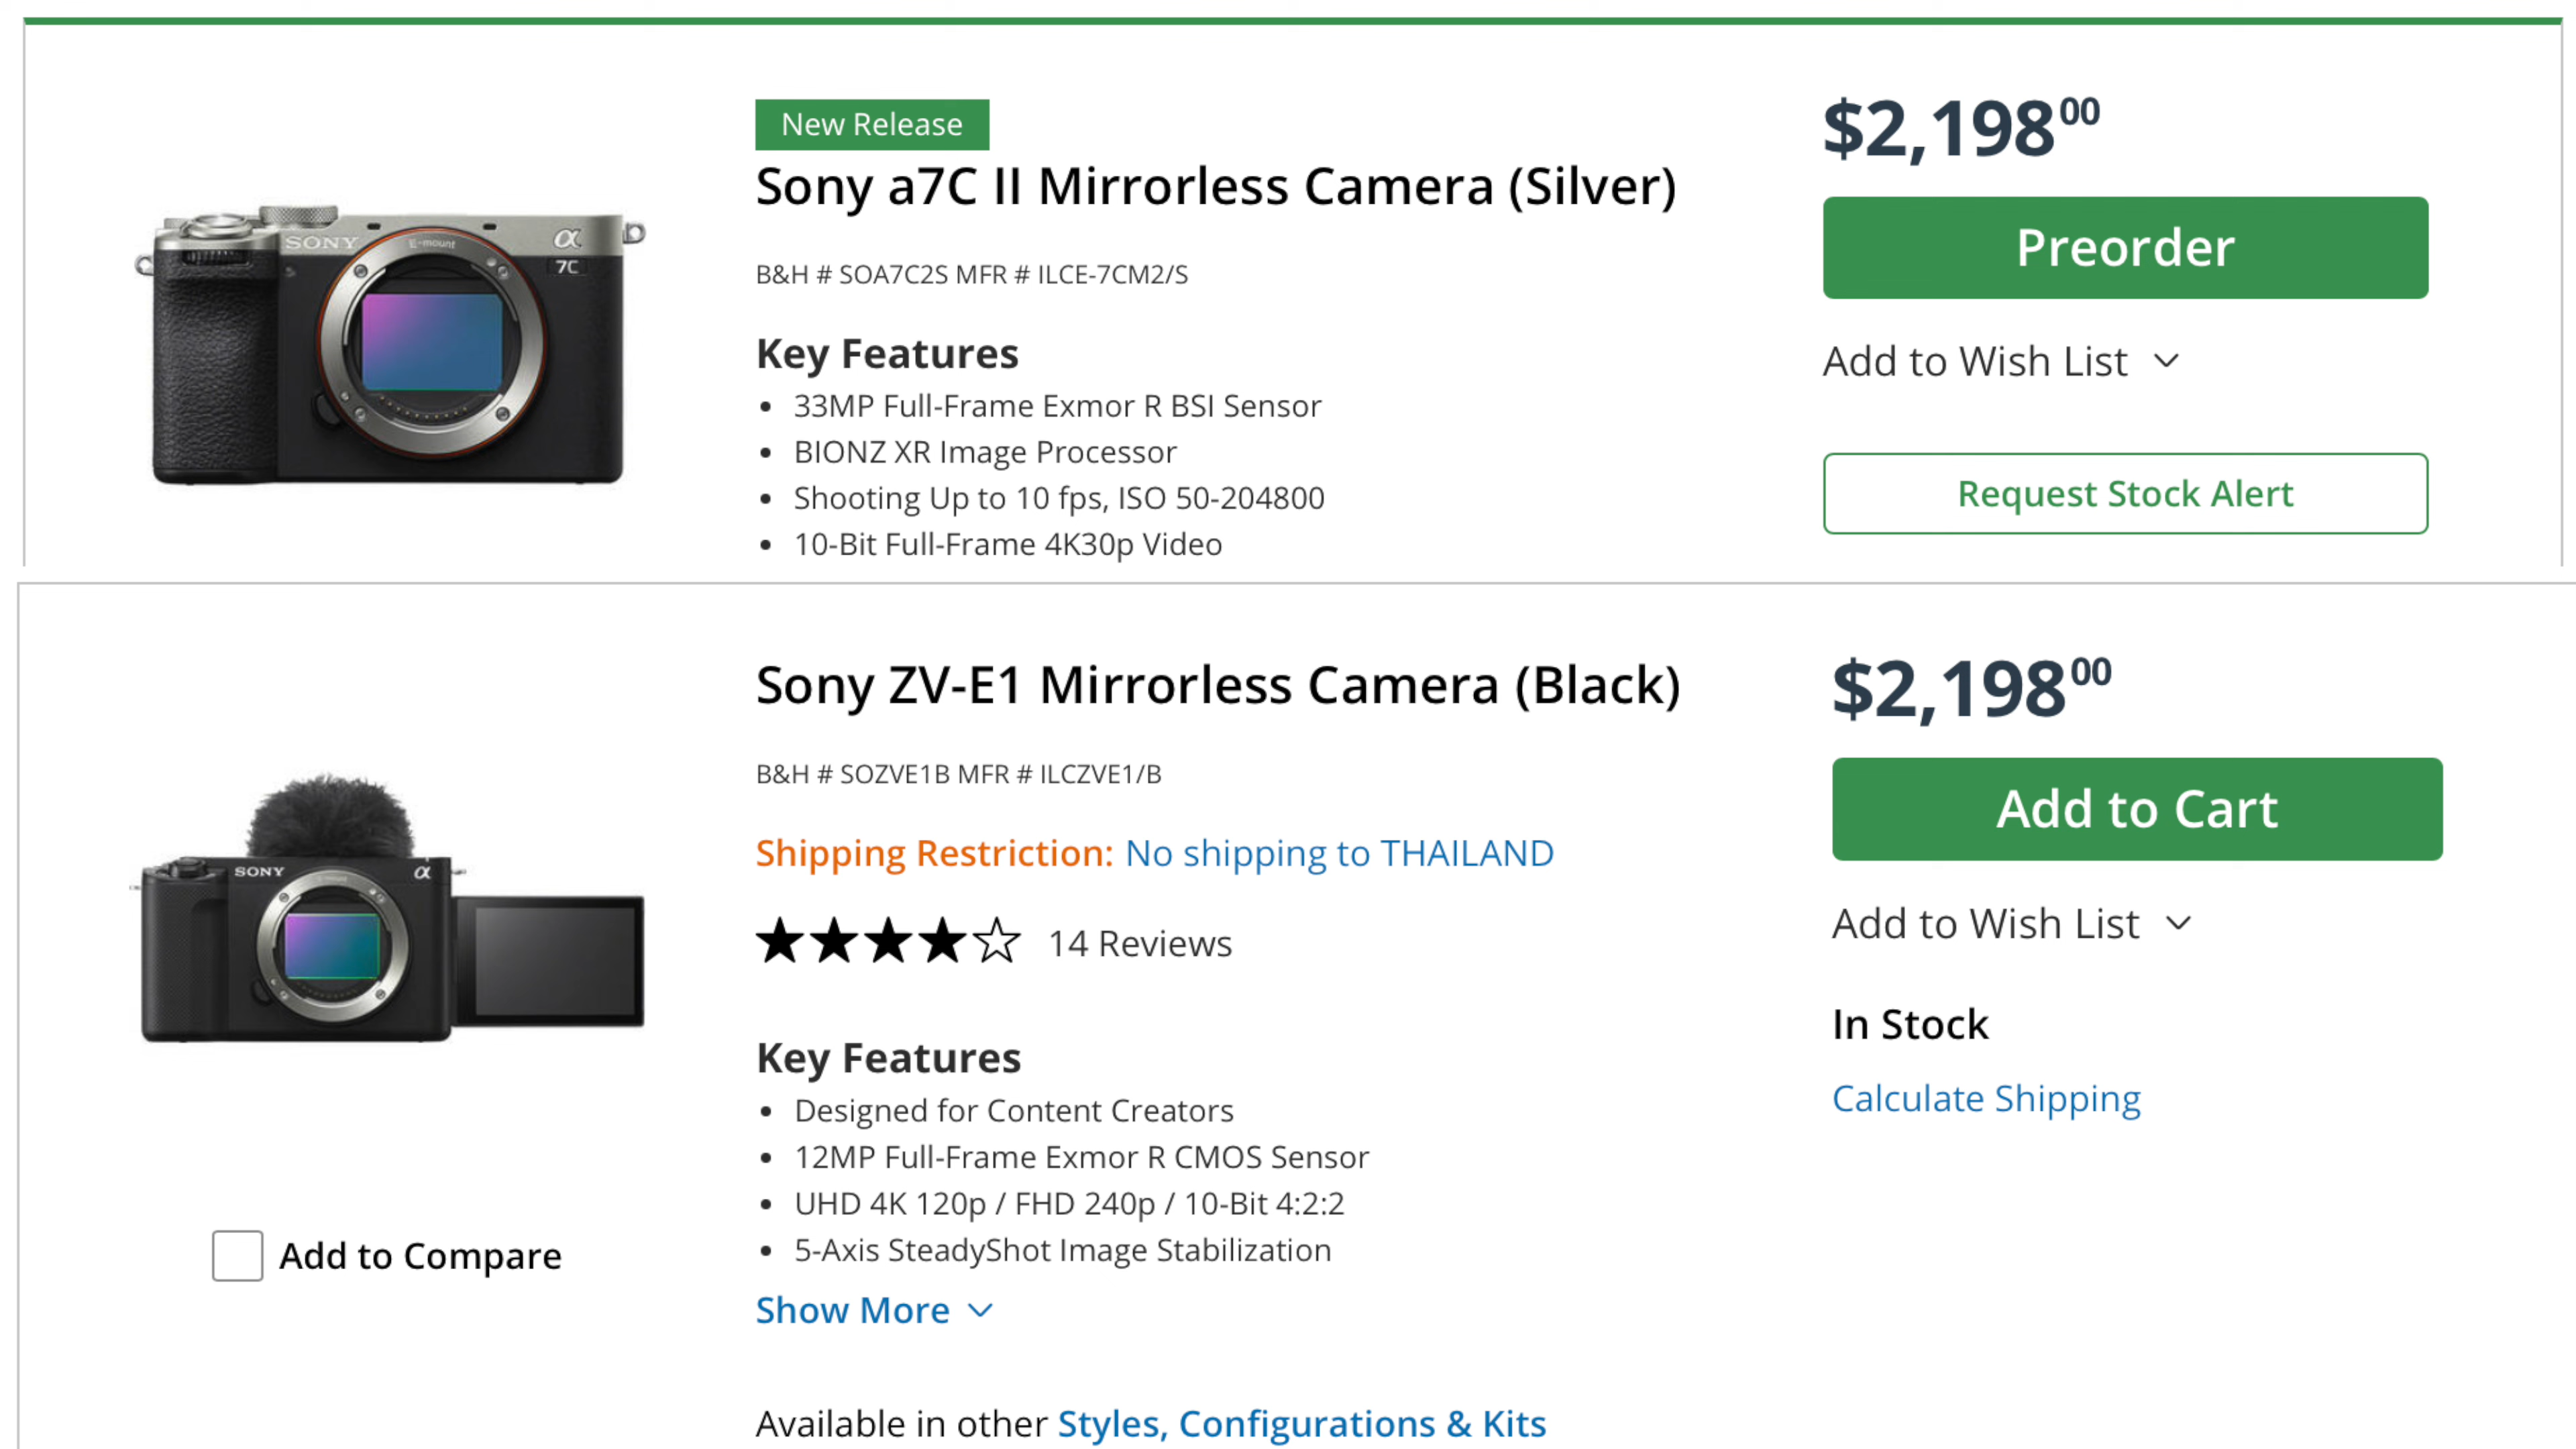 New Release
Sony a7C II Mirrorless Camera (Silver)
B&H # SOA7C2S MFR # ILCE-7CM2/S
Key Features
• 33MP Full-Frame Exmor R BSI Sensor
• BIONZ XR Image Processor
• Shooting Up to 10 fps, ISO 50-204800
• 10-Bit Full-Frame 4K30p Video
$2,198.00
Preorder
Add to Wish List
Request Stock Alert
SONY
E-mount
α
7C
Sony ZV-E1 Mirrorless Camera (Black)
B&H # SOZVE1B MFR # ILCZVE1/B
Shipping Restriction: No shipping to THAILAND
14 Reviews
Key Features
• Designed for Content Creators
• 12MP Full-Frame Exmor R CMOS Sensor
• UHD 4K 120p / FHD 240p / 10-Bit 4:2:2
• 5-Axis SteadyShot Image Stabilization
Show More
Available in other Styles, Configurations & Kits
$2,198.00
Add to Cart
Add to Wish List
In Stock
Calculate Shipping
SONY
α
Add to Compare